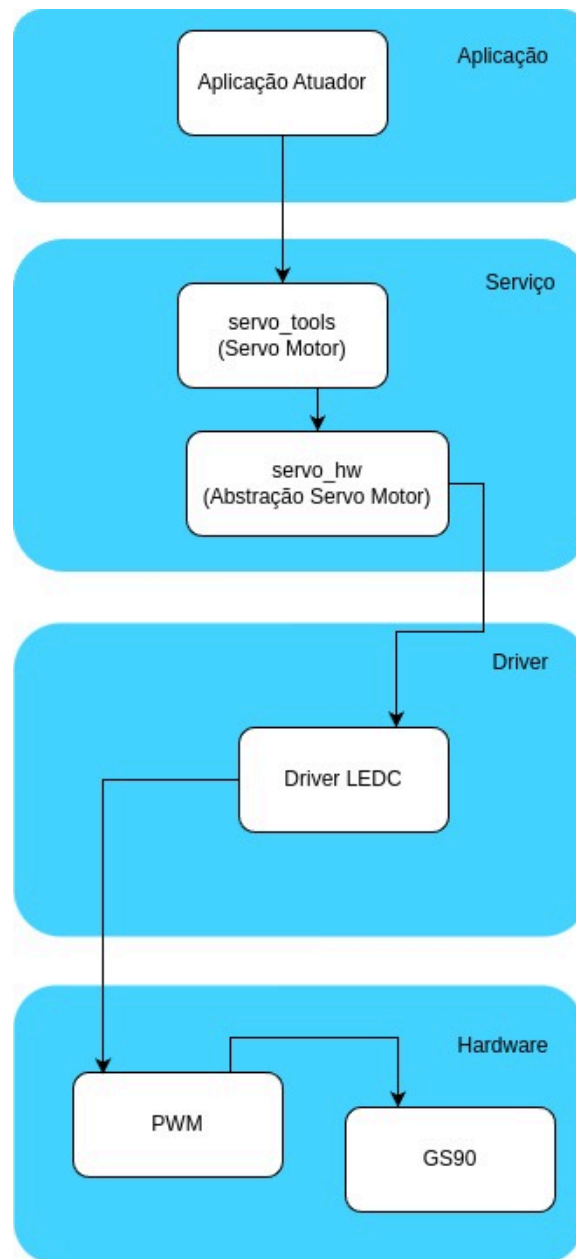 Aplicação
Aplicação Atuador
Serviço
servo_tools
(Servo Motor)
servo_hw
(Abstração Servo Motor)
Driver
Driver LEDC
Hardware
PWM
GS90